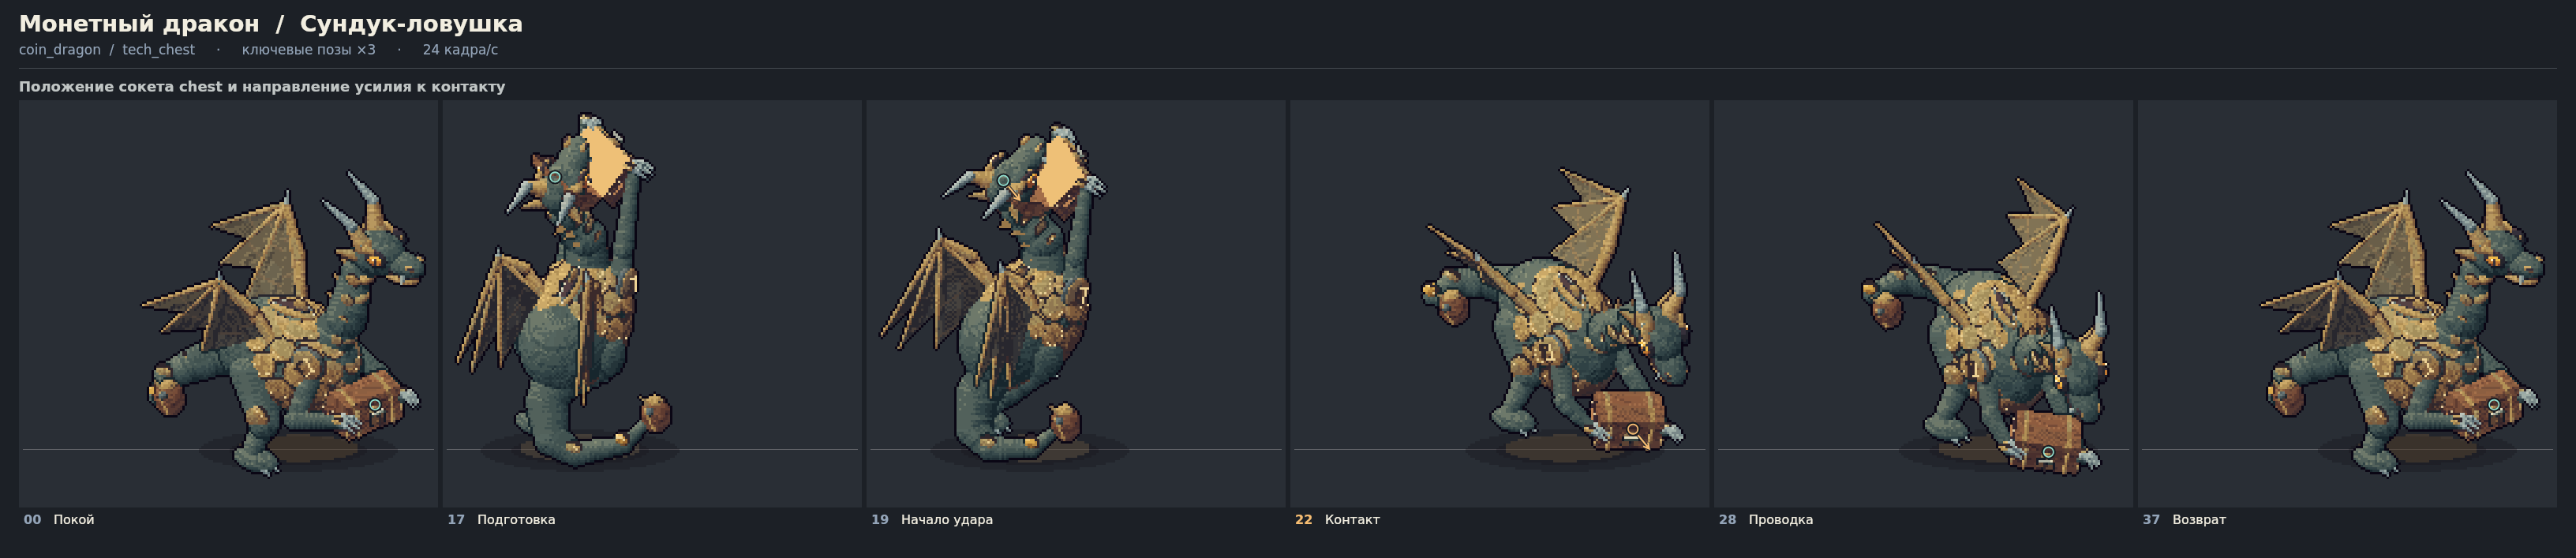 Монетный дракон / Сундук-ловушка
coin_dragon / tech_chest · ключевые позы ×3 · 24 кадра/с
Положение сокета chest и направление усилия к контакту
00 Покой
17 Подготовка
19 Начало удара
22 Контакт
28 Проводка
37 Возврат